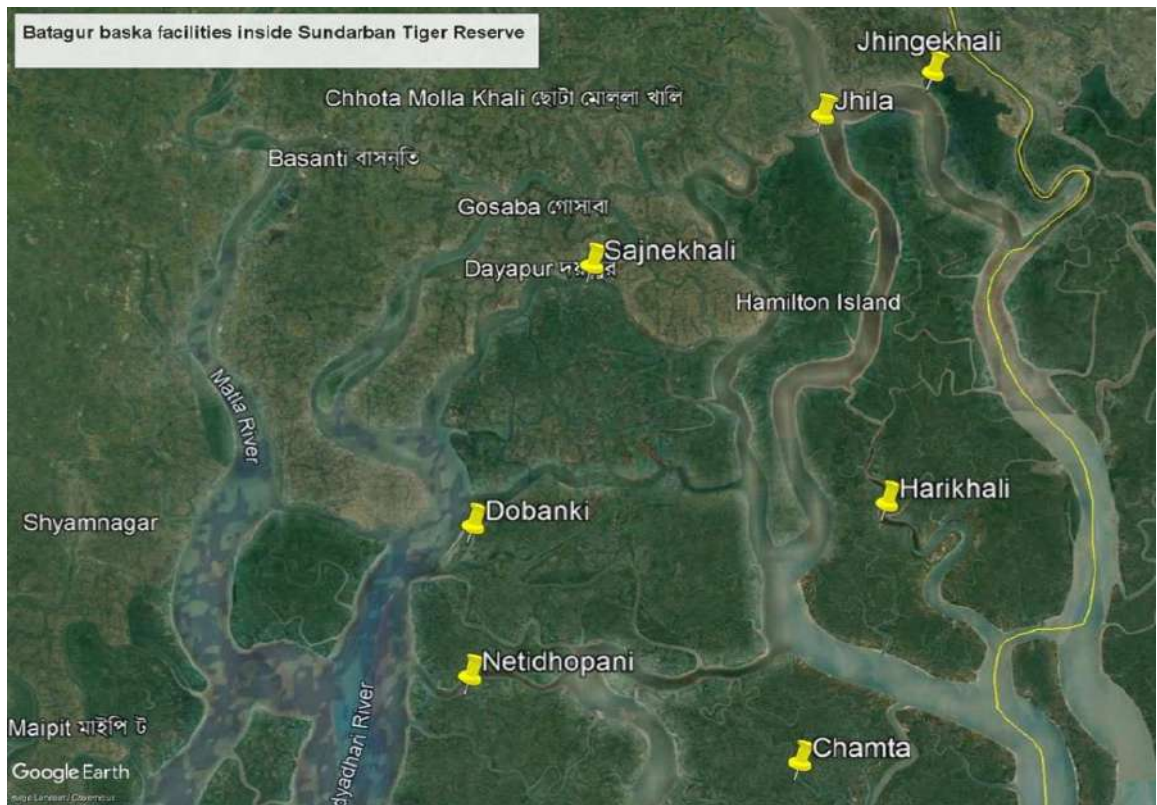 Batagur baska facilities inside Sundarban Tiger Reserve
Jhingekhali
Chhota Molla Khali ছোটা মোল্লা খালি
Jhila
Basanti বাসন্তি
Gosaba গোসাবা
Sajnekhali
Dayapur
Hamilton Island
Matla River
Harikhali
Dobanki
Shyamnagar
Netidhopani
Maipit মাইপি ট
River
Chamta
Google Earth